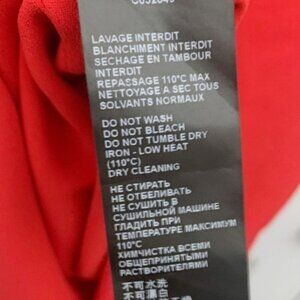 LAVAGE INTERDIT
BLANCHIMENT INTERDIT
SECHAGE EN TAMBOUR
INTERDIT
REPASSAGE 110°C MAX
NETTOYAGE A SEC TOUS
SOLVANTS NORMAUX
DO NOT WASH
DO NOT BLEACH
DO NOT TUMBLE DRY
IRON - LOW HEAT
(110°C)
DRY CLEANING
НЕ СТИРАТЬ
НЕ ОТБЕЛИВАТЬ
НЕ СУШИТЬ В
СУШИЛЬНОЙ МАШИНЕ
ГЛАДИТЬ ПРИ
ТЕМПЕРАТУРЕ МАКСИМУМ
110°C
ХИМЧИСТКА ВСЕМИ
ОБЩЕПРИНЯТЫМИ
РАСТВОРИТЕЛЯМИ
不可水洗
不可漂白